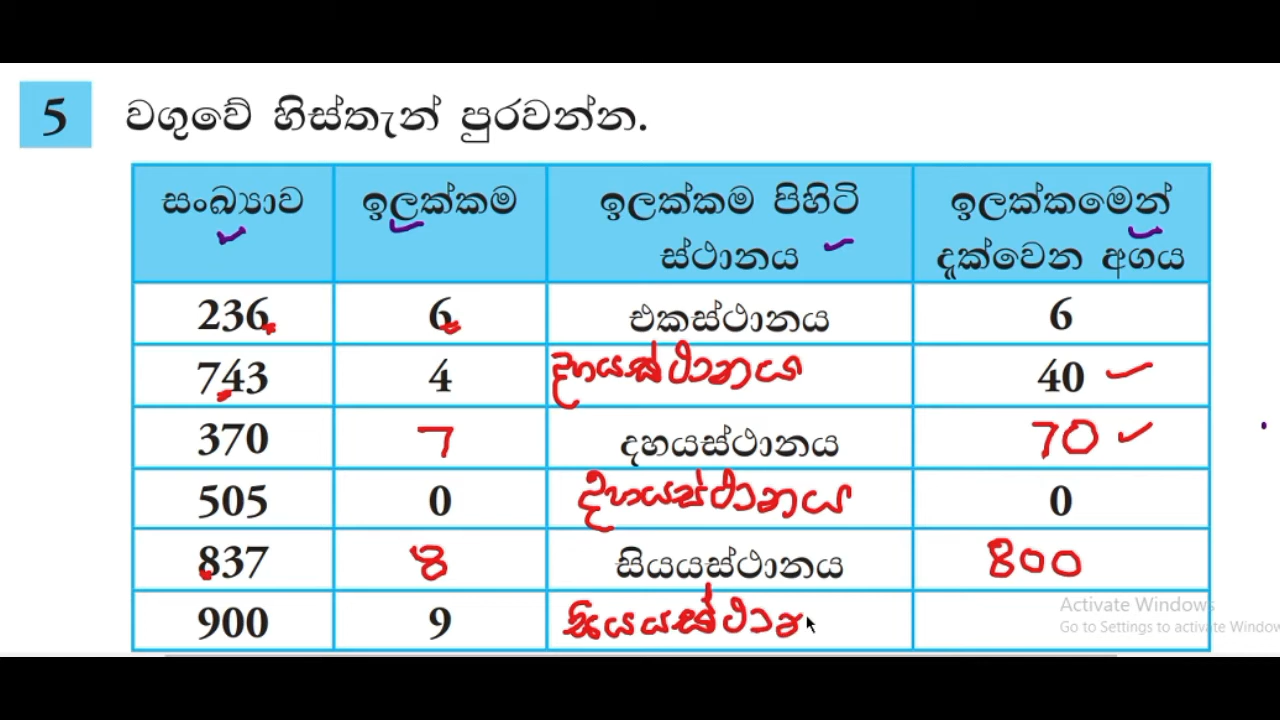 5 වගුවේ හිස්තැන් පුරවන්න.
සංඛ්‍යාව ඉලක්කම ඉලක්කම පිහිටි ස්ථානය ඉලක්කමෙන් දැක්වෙන අගය
236 6 එකස්ථානය 6
743 4 දහයස්ථානය 40
370 7 දහයස්ථානය 70
505 0 දහයස්ථානය 0
837 8 සියයස්ථානය 800
900 9 සියයස්ථාන
Activate Windows
Go to Settings to activate Window